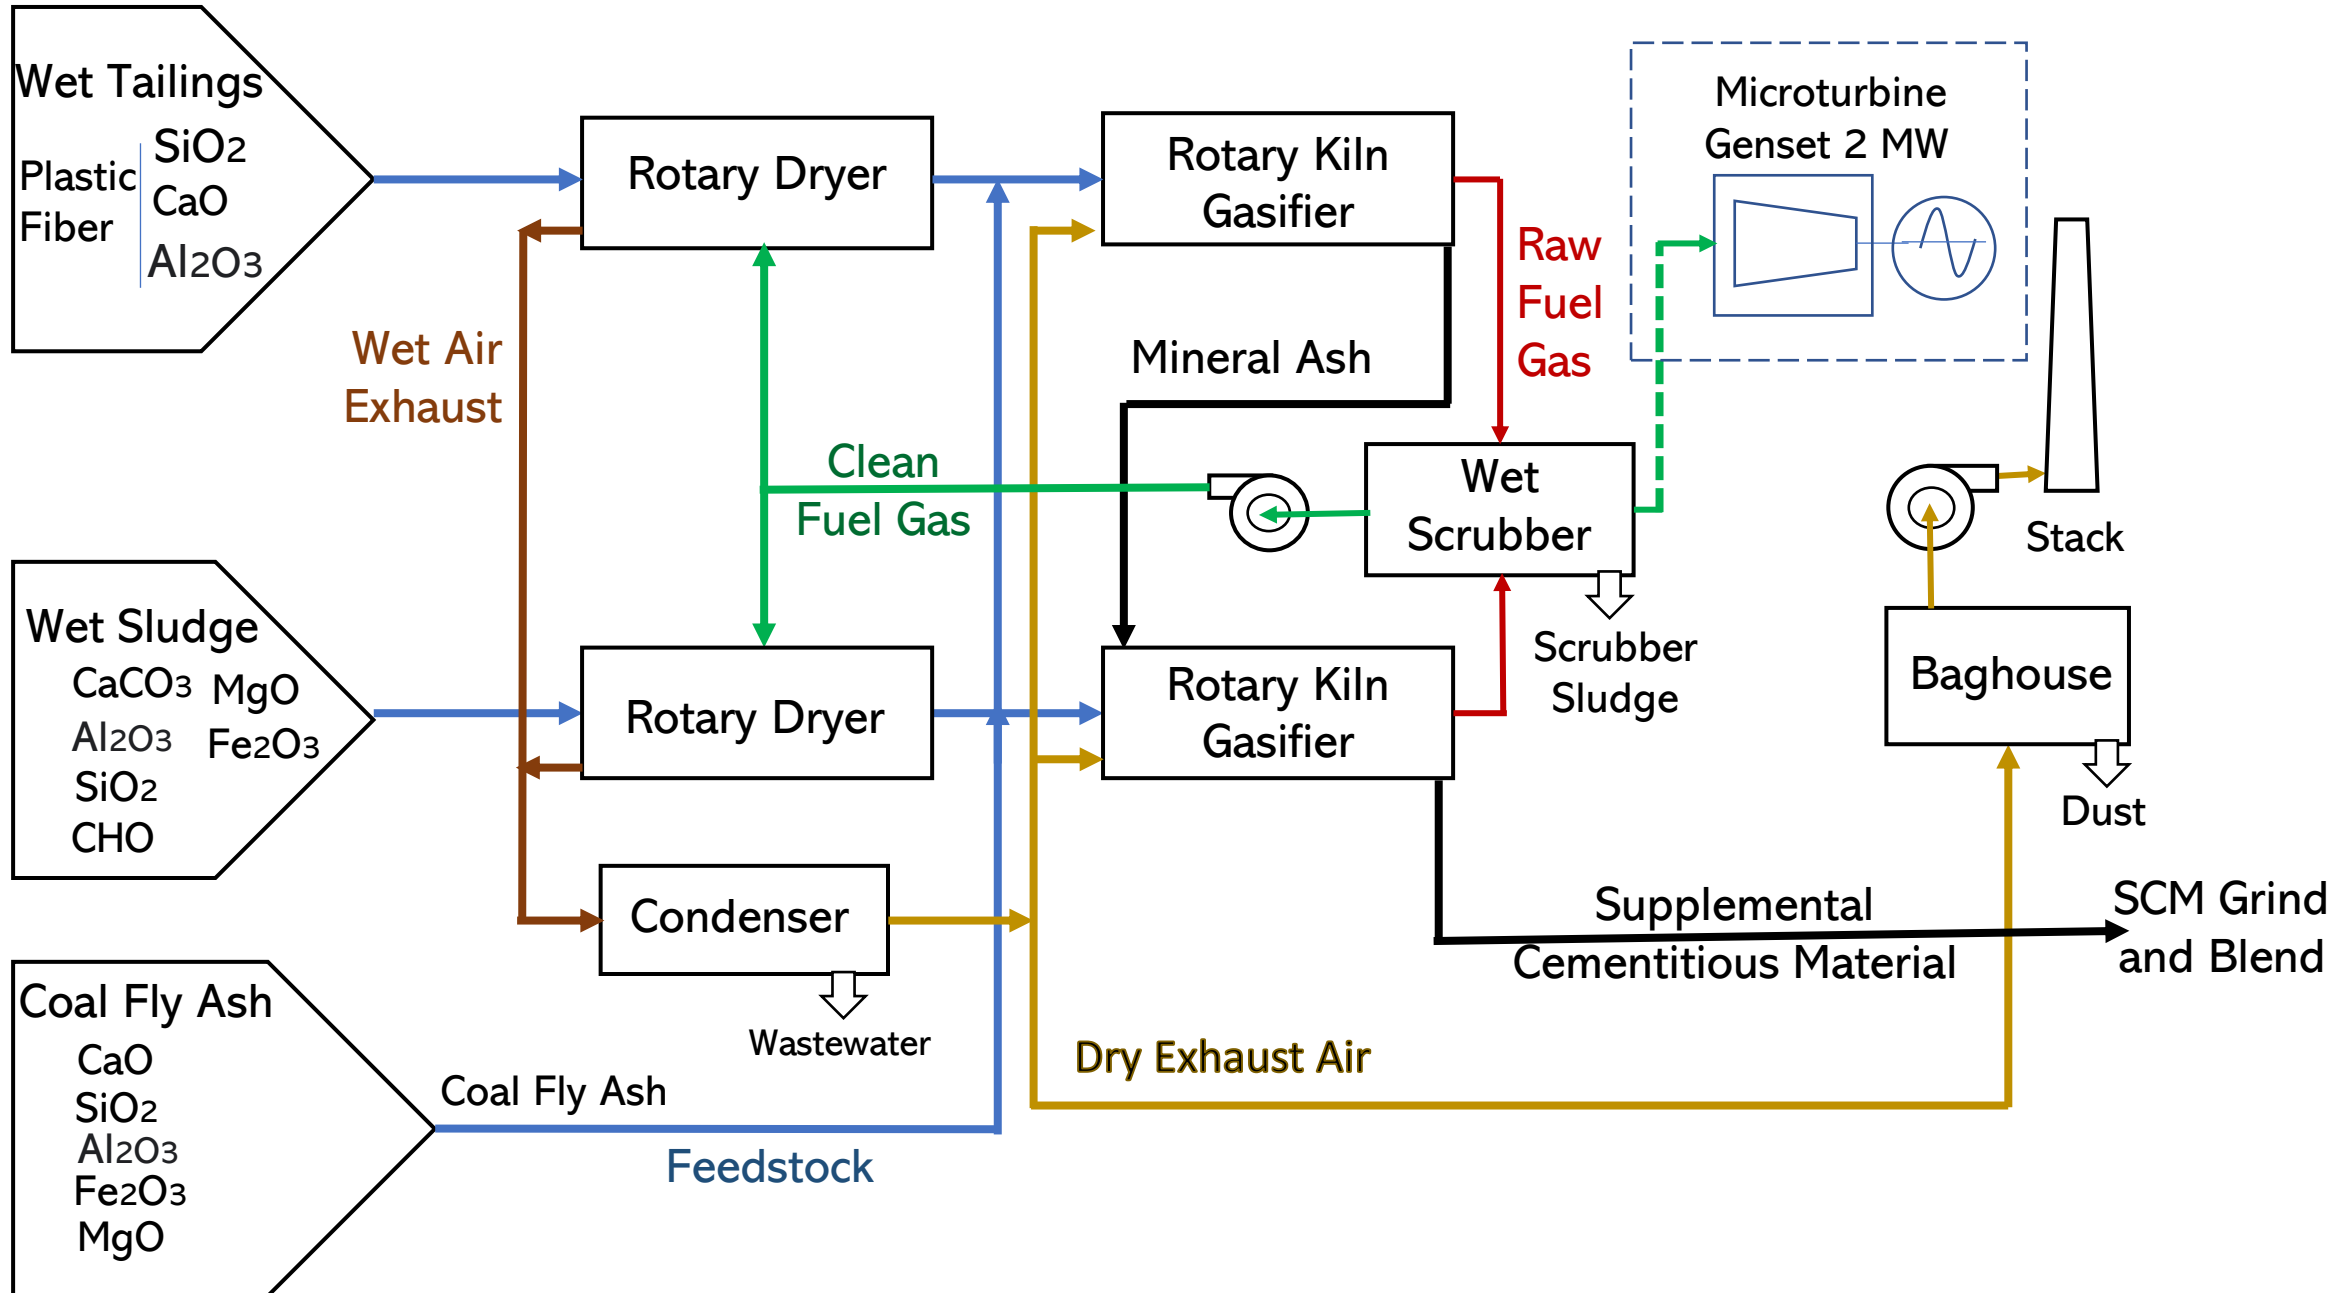 Wet Tailings
Plastic
Fiber
SiO2
CaO
Al2O3
Rotary Dryer
Rotary Kiln
Gasifier
Microturbine
Genset 2 MW
Raw
Fuel
Gas
Wet Air
Exhaust
Mineral Ash
Clean
Fuel Gas
Wet
Scrubber
Stack
Wet Sludge
CaCO3 MgO
Al2O3 Fe2O3
SiO2
CHO
Rotary Dryer
Rotary Kiln
Gasifier
Scrubber
Sludge
Baghouse
Dust
Condenser
Wastewater
Supplemental
Cementitious Material
SCM Grind
and Blend
Coal Fly Ash
CaO
SiO2
Al2O3
Fe2O3
MgO
Coal Fly Ash
Feedstock
Dry Exhaust Air